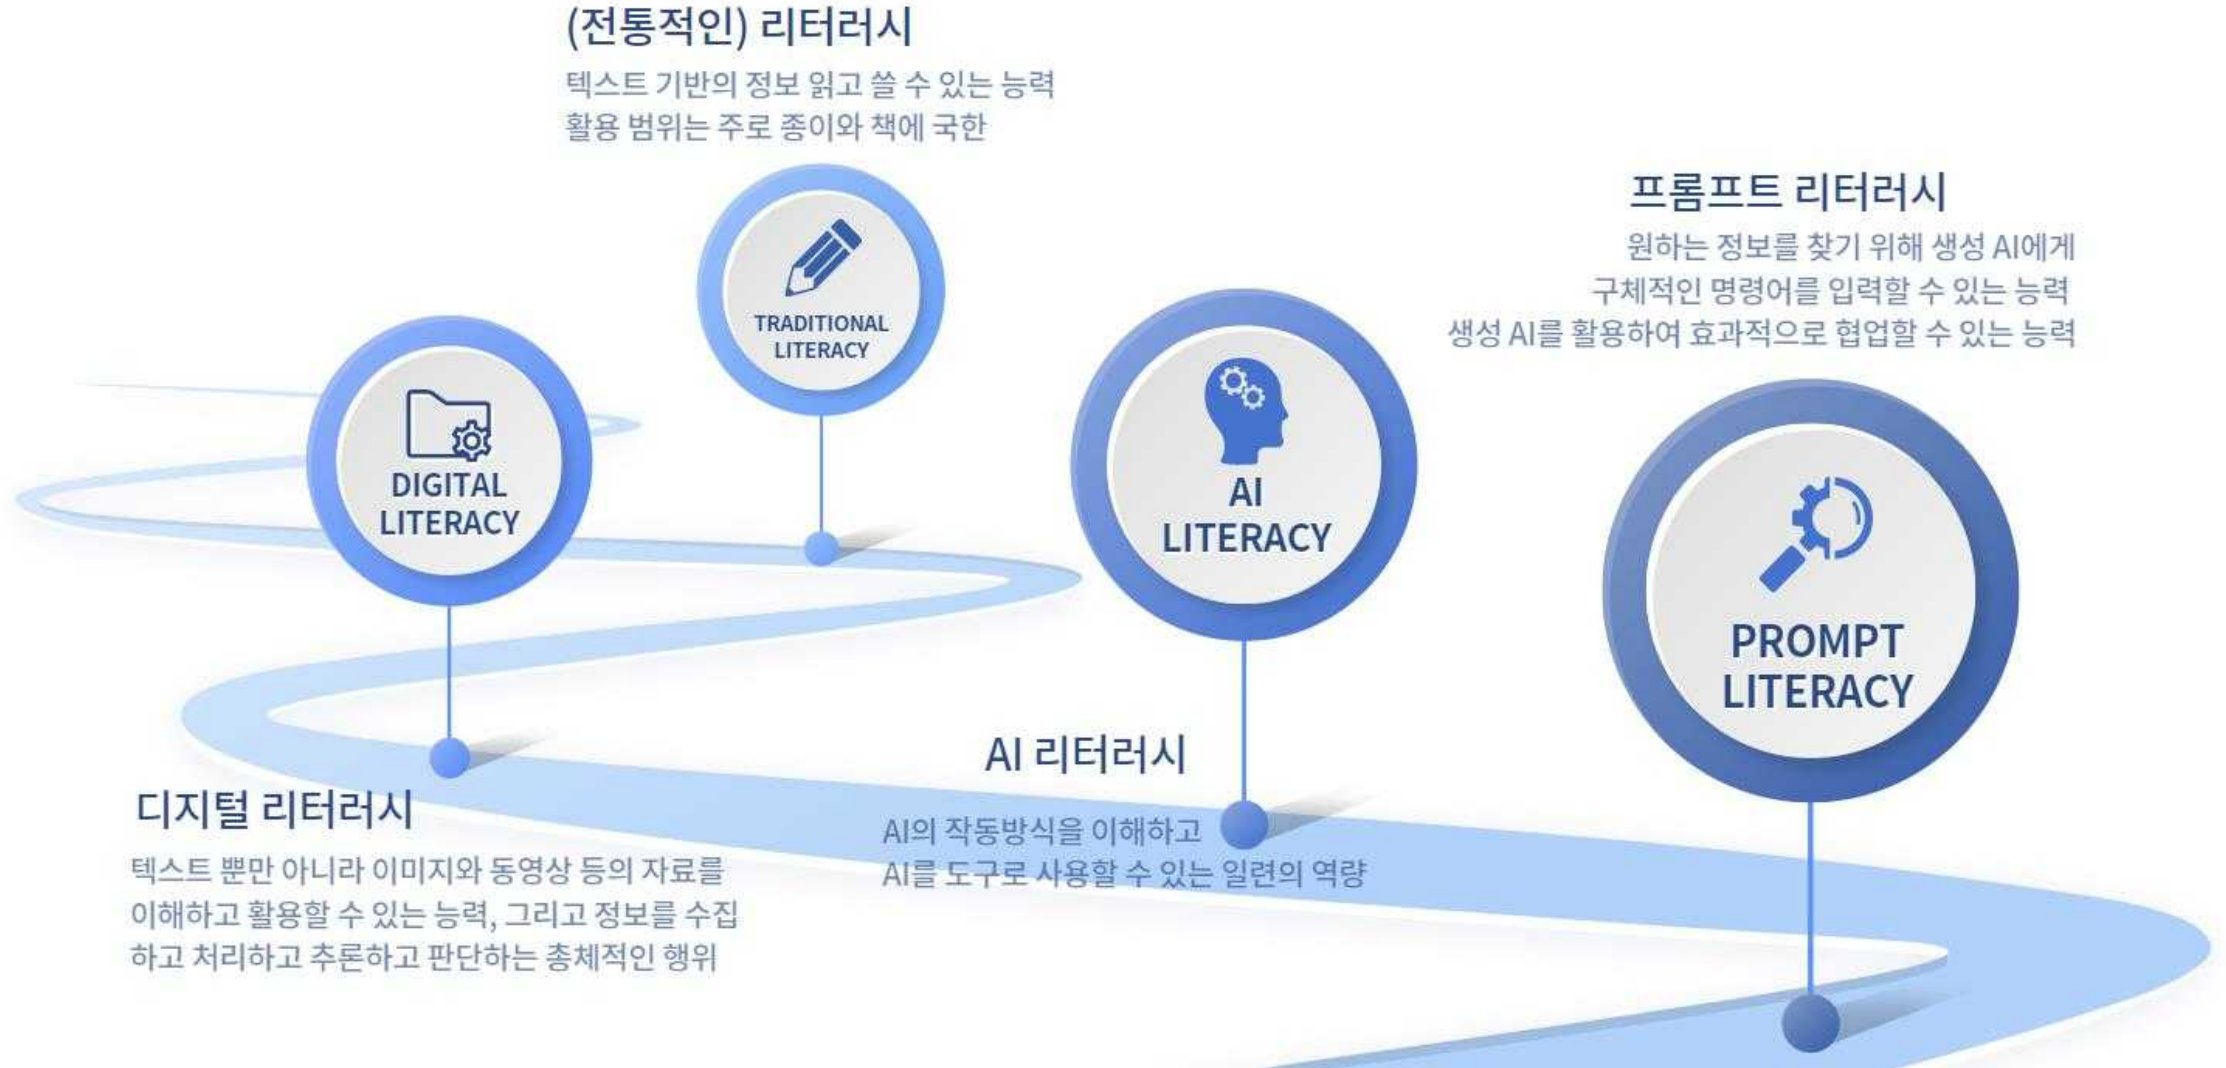 (전통적인) 리터러시
텍스트 기반의 정보 읽고 쓸 수 있는 능력
활용 범위는 주로 종이와 책에 국한
TRADITIONAL
LITERACY
DIGITAL
LITERACY
디지털 리터러시
텍스트 뿐만 아니라 이미지와 동영상 등의 자료를
이해하고 활용할 수 있는 능력, 그리고 정보를 수집
하고 처리하고 추론하고 판단하는 총체적인 행위
AI
LITERACY
AI 리터러시
AI의 작동방식을 이해하고
AI를 도구로 사용할 수 있는 일련의 역량
프롬프트 리터러시
원하는 정보를 찾기 위해 생성 AI에게
구체적인 명령어를 입력할 수 있는 능력
생성 AI를 활용하여 효과적으로 협업할 수 있는 능력
PROMPT
LITERACY